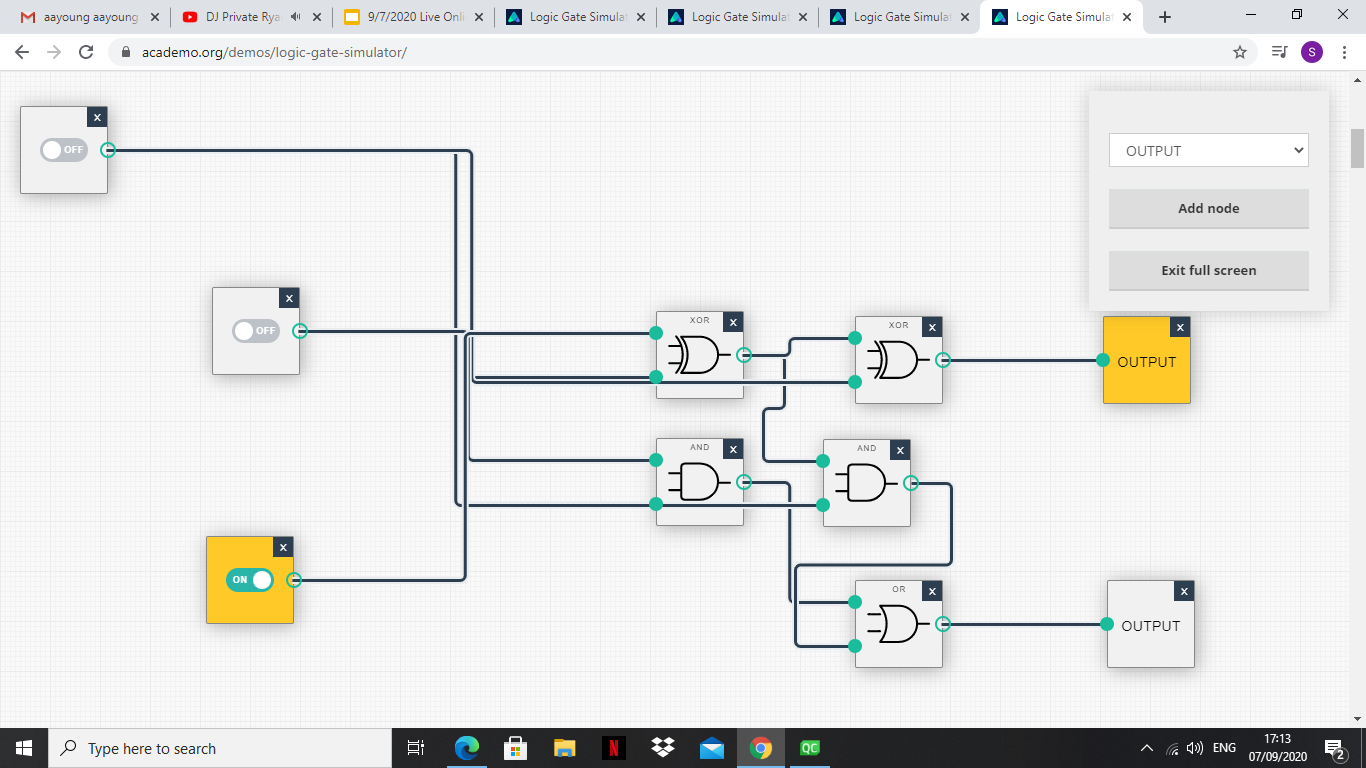 aayoung aayoung
DJ Private Rya
9/7/2020 Live Onli
Logic Gate Simulat
Logic Gate Simulat
Logic Gate Simulat
Logic Gate Simulat
academo.org/demos/logic-gate-simulator/
S
x
OFF
OUTPUT
Add node
Exit full screen
x
OFF
XOR x
XOR x
x
OUTPUT
AND x
AND x
x
ON
OR x
x
OUTPUT
Type here to search
N
QC
ENG
17:13
07/09/2020
2